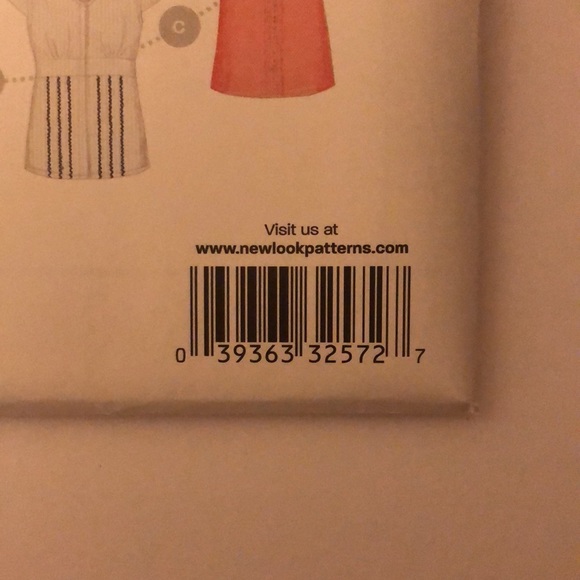 C
Visit us at
www.newlookpatterns.com
0 39363 32572 7